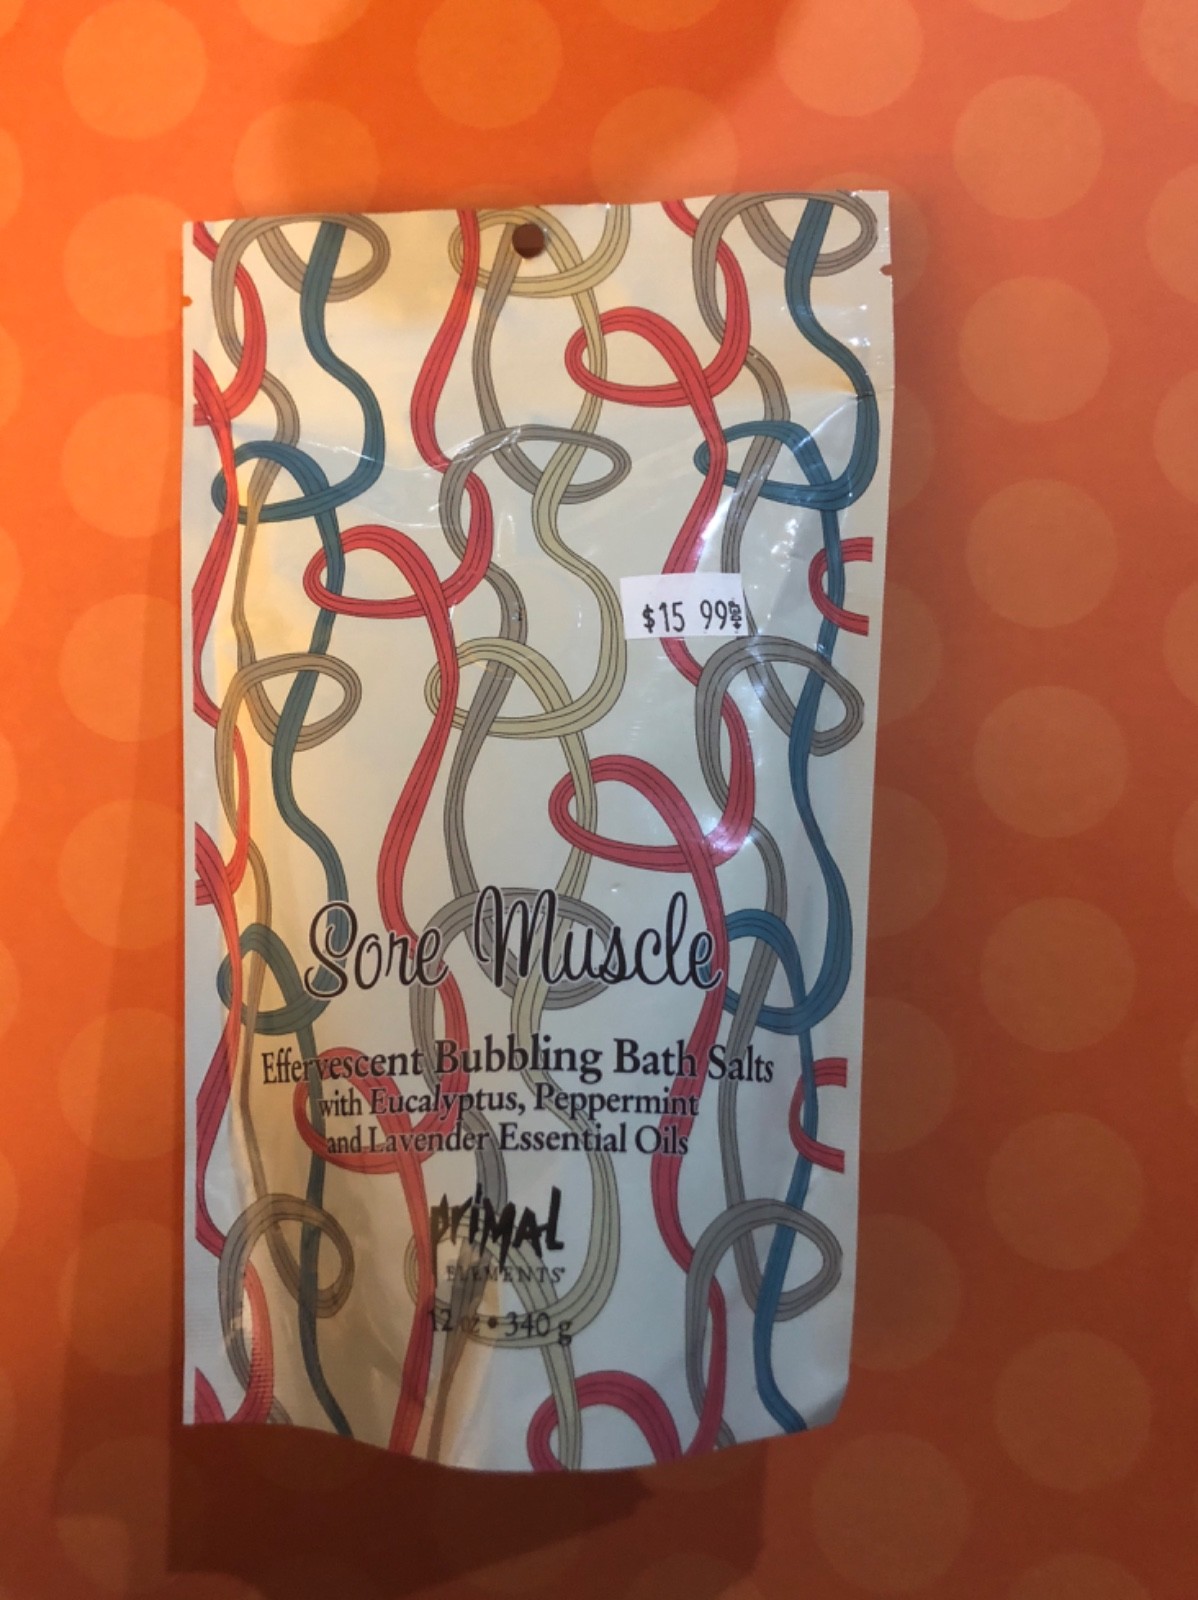 $15 99
Sore Muscle
Effervescent Bubbling Bath Salts
with Eucalyptus, Peppermint
and Lavender Essential Oils
PRIMAL
ELEMENTS®
12 oz • 340 g